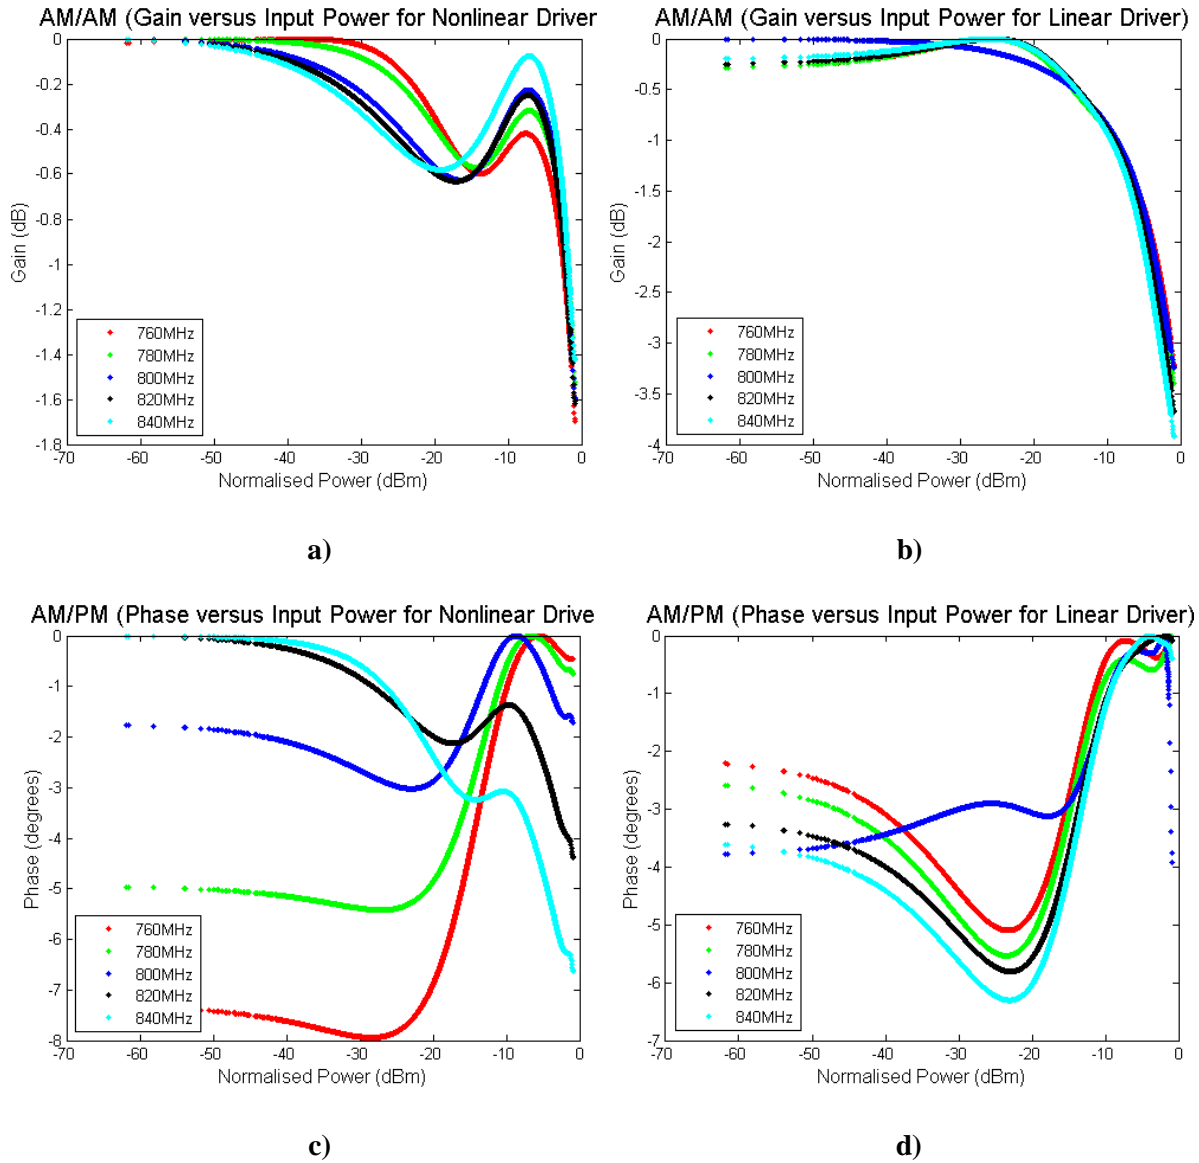 AM/AM (Gain versus Input Power for Nonlinear Driver
0
-0.2
-0.4
-0.6
-0.8
-1
-1.2
-1.4
-1.6
-1.8
Gain (dB)
760MHz
780MHz
800MHz
820MHz
840MHz
-70 -60 -50 -40 -30 -20 -10 0
Normalised Power (dBm)
a)
AM/AM (Gain versus Input Power for Linear Driver)
0
-0.5
-1
-1.5
-2
-2.5
-3
-3.5
-4
Gain (dB)
760MHz
780MHz
800MHz
820MHz
840MHz
-70 -60 -50 -40 -30 -20 -10 0
Normalised Power (dBm)
b)
AM/PM (Phase versus Input Power for Nonlinear Drive
0
-1
-2
-3
-4
-5
-6
-7
-8
Phase (degrees)
760MHz
780MHz
800MHz
820MHz
840MHz
-70 -60 -50 -40 -30 -20 -10 0
Normalised Power (dBm)
c)
AM/PM (Phase versus Input Power for Linear Driver)
0
-1
-2
-3
-4
-5
-6
-7
Phase (degrees)
760MHz
780MHz
800MHz
820MHz
840MHz
-70 -60 -50 -40 -30 -20 -10 0
Normalised Power (dBm)
d)